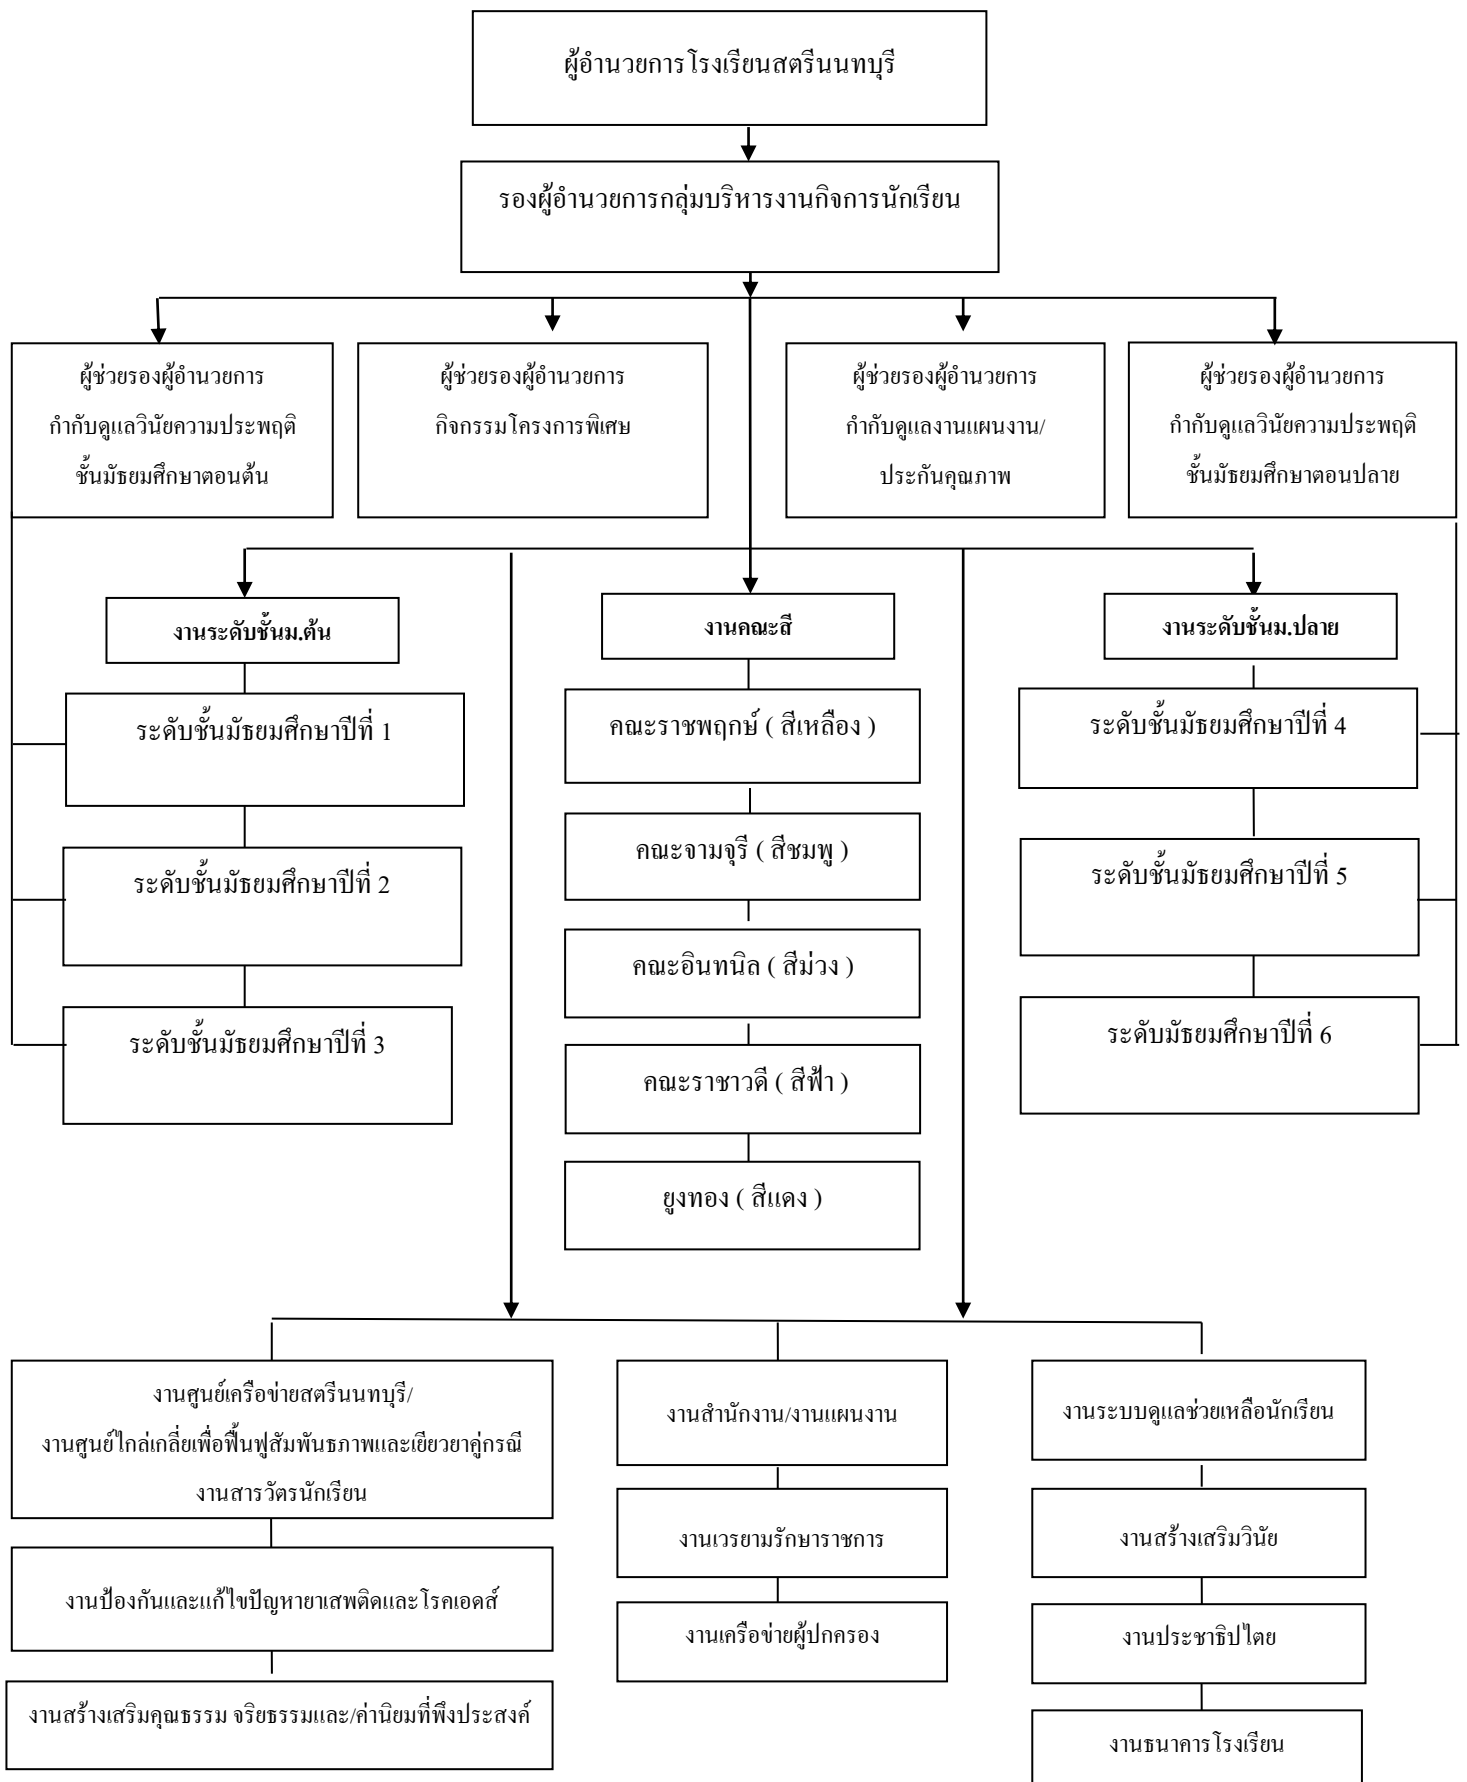 ผู้อำนวยการโรงเรียนสตรีนนทบุรี
รองผู้อำนวยการกลุ่มบริหารงานกิจการนักเรียน
ผู้ช่วยรองผู้อำนวยการ
กำกับดูแลวินัยความประพฤติ
ชั้นมัธยมศึกษาตอนต้น
ผู้ช่วยรองผู้อำนวยการ
กิจกรรมโครงการพิเศษ
ผู้ช่วยรองผู้อำนวยการ
กำกับดูแลงานแผนงาน/
ประกันคุณภาพ
ผู้ช่วยรองผู้อำนวยการ
กำกับดูแลวินัยความประพฤติ
ชั้นมัธยมศึกษาตอนปลาย
งานระดับชั้นม.ต้น
ระดับชั้นมัธยมศึกษาปีที่ 1
ระดับชั้นมัธยมศึกษาปีที่ 2
ระดับชั้นมัธยมศึกษาปีที่ 3
งานคณะสี
คณะราชพฤกษ์ ( สีเหลือง )
คณะจามจุรี ( สีชมพู )
คณะอินทนิล ( สีม่วง )
คณะราชาวดี ( สีฟ้า )
ยูงทอง ( สีแดง )
งานระดับชั้นม.ปลาย
ระดับชั้นมัธยมศึกษาปีที่ 4
ระดับชั้นมัธยมศึกษาปีที่ 5
ระดับมัธยมศึกษาปีที่ 6
งานศูนย์เครือข่ายสตรีนนทบุรี/
งานศูนย์ไกล่เกลี่ยเพื่อฟื้นฟูสัมพันธภาพและเยียวยาคู่กรณี
งานสารวัตรนักเรียน
งานป้องกันและแก้ไขปัญหายาเสพติดและโรคเอดส์
งานสร้างเสริมคุณธรรม จริยธรรมและ/ค่านิยมที่พึงประสงค์
งานสำนักงาน/งานแผนงาน
งานเวรยามรักษาราชการ
งานเครือข่ายผู้ปกครอง
งานระบบดูแลช่วยเหลือนักเรียน
งานสร้างเสริมวินัย
งานประชาธิปไตย
งานธนาคารโรงเรียน